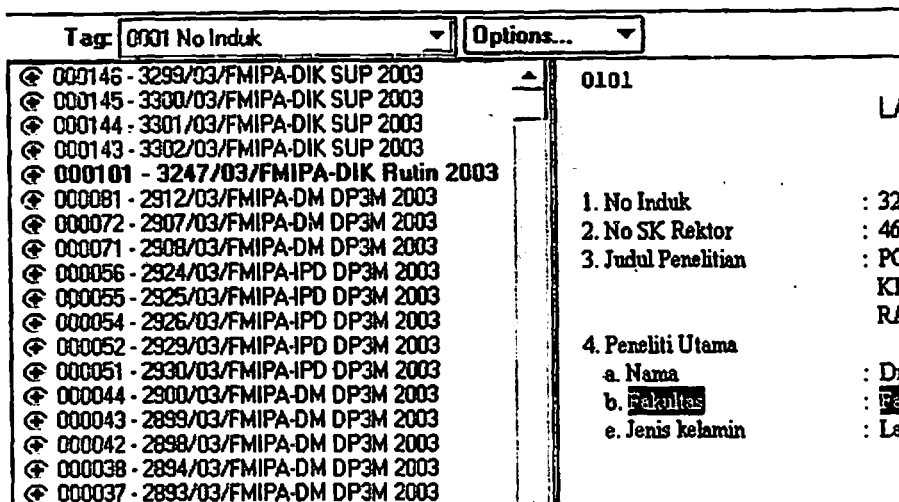 Tag: 0001 No Induk Options...
000146 - 3299/03/FMIPA-DIK SUP 2003
000145 - 3300/03/FMIPA-DIK SUP 2003
000144 - 3301/03/FMIPA-DIK SUP 2003
000143 - 3302/03/FMIPA-DIK SUP 2003
000101 - 3247/03/FMIPA-DIK Rutin 2003
000081 - 2912/03/FMIPA-DM DP3M 2003
000072 - 2907/03/FMIPA-DM DP3M 2003
000071 - 2908/03/FMIPA-DM DP3M 2003
000056 - 2924/03/FMIPA-IPD DP3M 2003
000055 - 2925/03/FMIPA-IPD DP3M 2003
000054 - 2926/03/FMIPA-IPD DP3M 2003
000052 - 2929/03/FMIPA-IPD DP3M 2003
000051 - 2930/03/FMIPA-IPD DP3M 2003
000044 - 2900/03/FMIPA-DM DP3M 2003
000043 - 2899/03/FMIPA-DM DP3M 2003
000042 - 2898/03/FMIPA-DM DP3M 2003
000038 - 2894/03/FMIPA-DM DP3M 2003
000037 - 2893/03/FMIPA-DM DP3M 2003
0101
LA
1. No Induk : 32
2. No SK Rektor : 46
3. Judul Penelitian : PO
RA
4. Peneliti Utama
a. Nama : D
b. Fakultas : Fa
e. Jenis kelamin : La